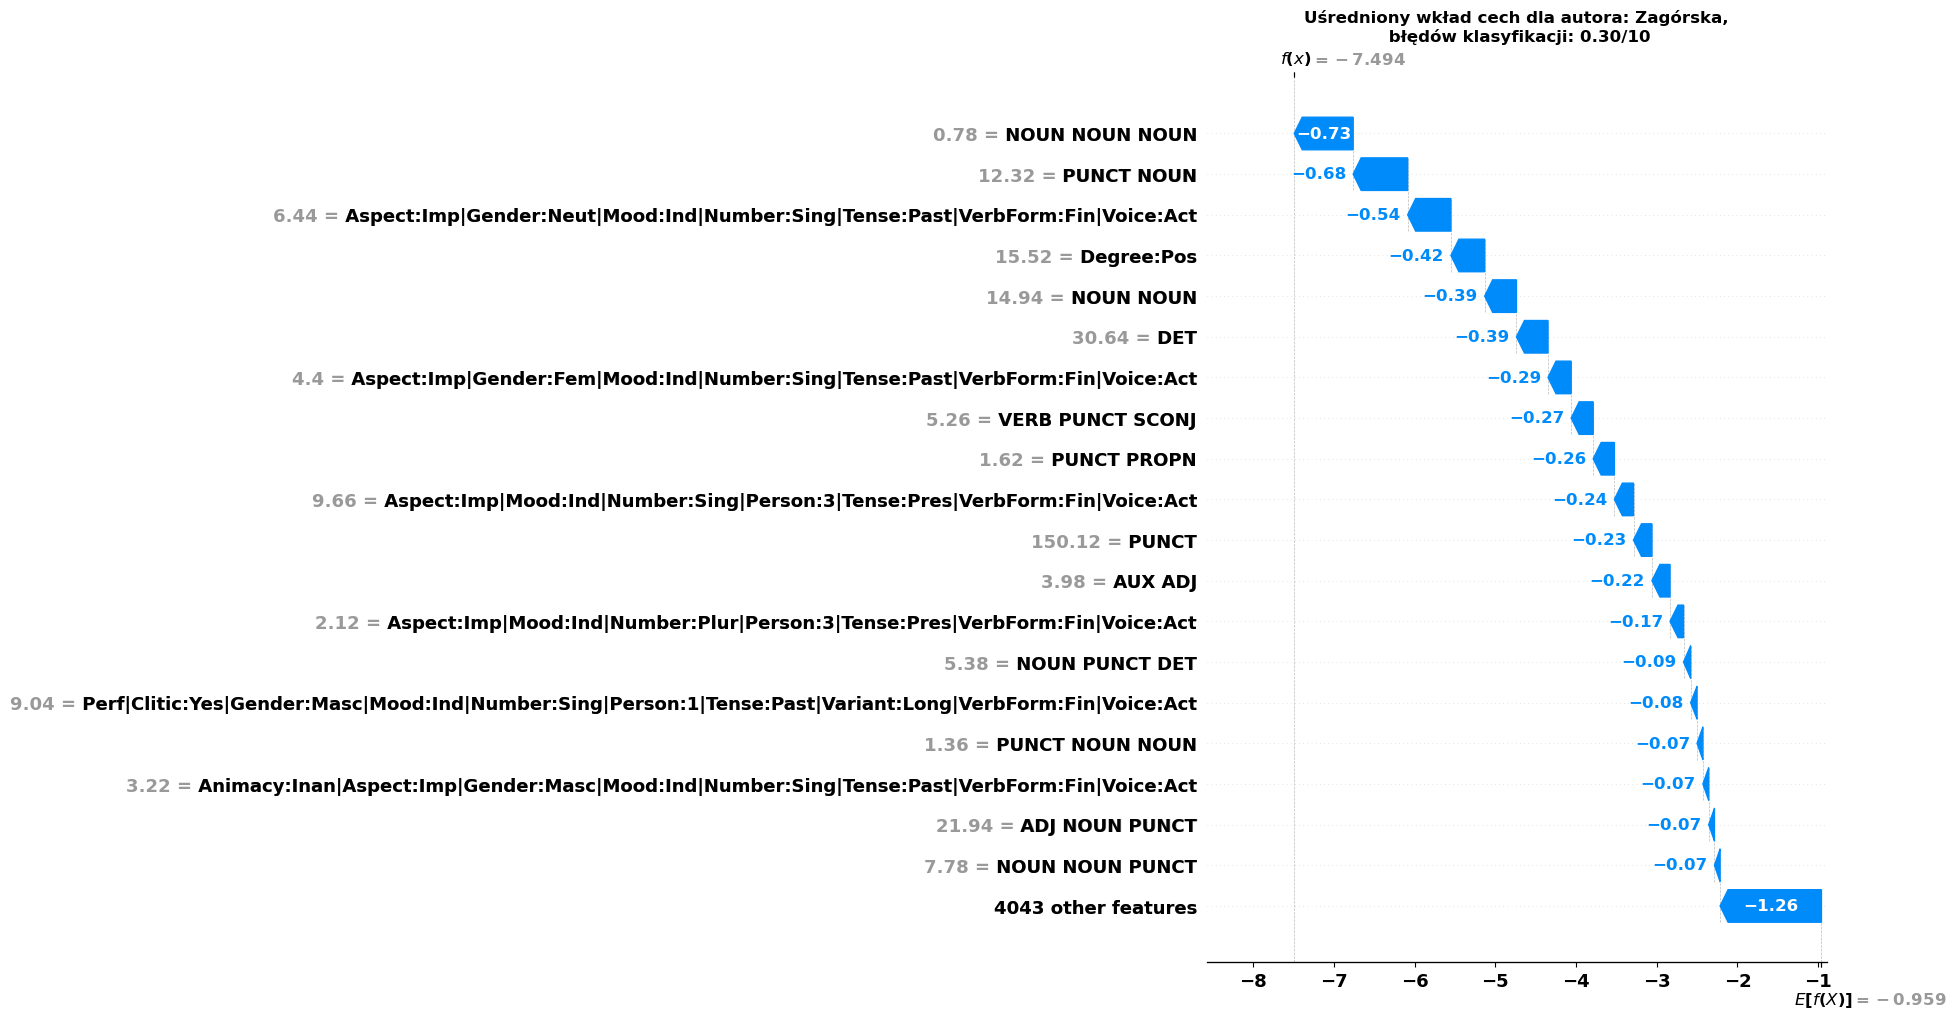 Uśredniony wkład cech dla autora: Zagórska,
błędów klasyfikacji: 0.30/10
f(x) = −7.494
0.78 = NOUN NOUN NOUN
−0.73
12.32 = PUNCT NOUN
−0.68
6.44 = Aspect:Imp|Gender:Neut|Mood:Ind|Number:Sing|Tense:Past|VerbForm:Fin|Voice:Act
−0.54
15.52 = Degree:Pos
−0.42
14.94 = NOUN NOUN
−0.39
30.64 = DET
−0.39
4.4 = Aspect:Imp|Gender:Fem|Mood:Ind|Number:Sing|Tense:Past|VerbForm:Fin|Voice:Act
−0.29
5.26 = VERB PUNCT SCONJ
−0.27
1.62 = PUNCT PROPN
−0.26
9.66 = Aspect:Imp|Mood:Ind|Number:Sing|Person:3|Tense:Pres|VerbForm:Fin|Voice:Act
−0.24
150.12 = PUNCT
−0.23
3.98 = AUX ADJ
−0.22
2.12 = Aspect:Imp|Mood:Ind|Number:Plur|Person:3|Tense:Pres|VerbForm:Fin|Voice:Act
−0.17
5.38 = NOUN PUNCT DET
−0.09
9.04 = Perf|Clitic:Yes|Gender:Masc|Mood:Ind|Number:Sing|Person:1|Tense:Past|Variant:Long|VerbForm:Fin|Voice:Act
−0.08
1.36 = PUNCT NOUN NOUN
−0.07
3.22 = Animacy:Inan|Aspect:Imp|Gender:Masc|Mood:Ind|Number:Sing|Tense:Past|VerbForm:Fin|Voice:Act
−0.07
21.94 = ADJ NOUN PUNCT
−0.07
7.78 = NOUN NOUN PUNCT
−0.07
4043 other features
−1.26
−8 −7 −6 −5 −4 −3 −2 −1
E[f(X)] = −0.959